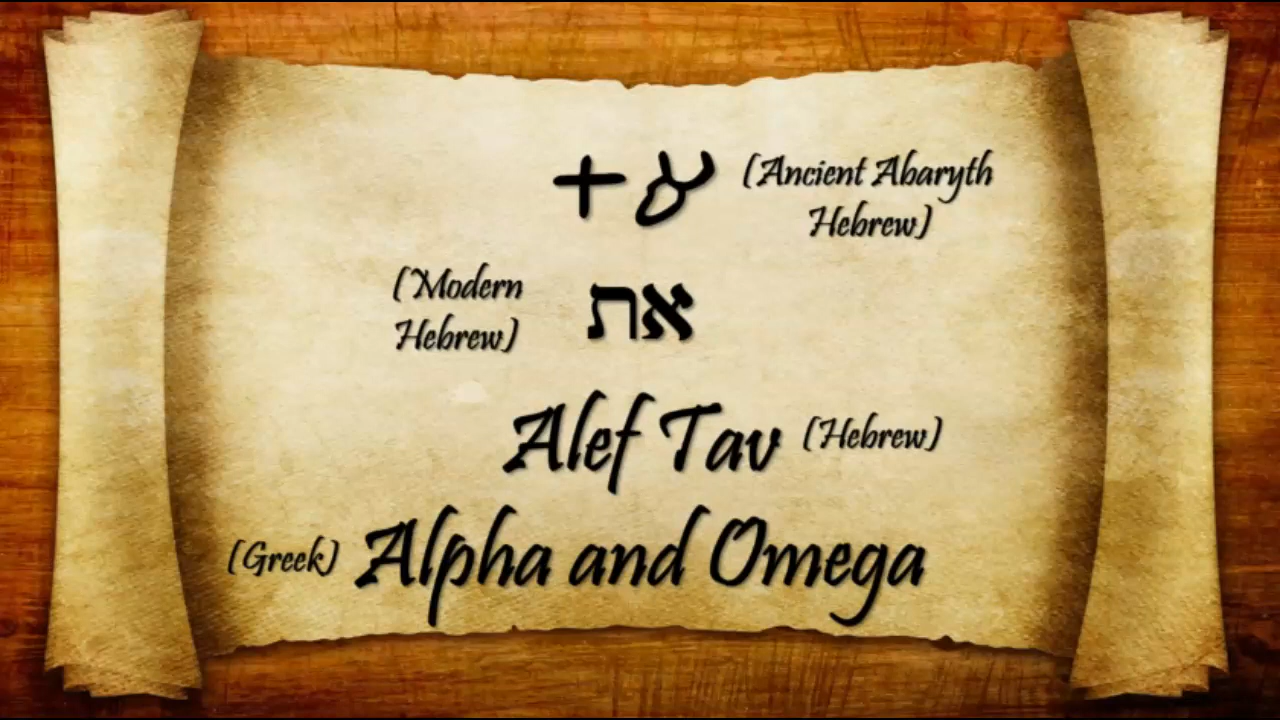 (Ancient Abaryth
Hebrew)
(Modern
Hebrew)
את
Alef Tav (Hebrew)
(Greek) Alpha and Omega